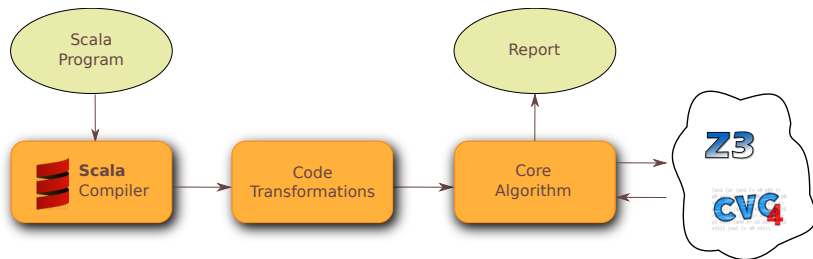 Scala
Program
Report
Scala
Compiler
Code
Transformations
Core
Algorithm
Z3
CVC4